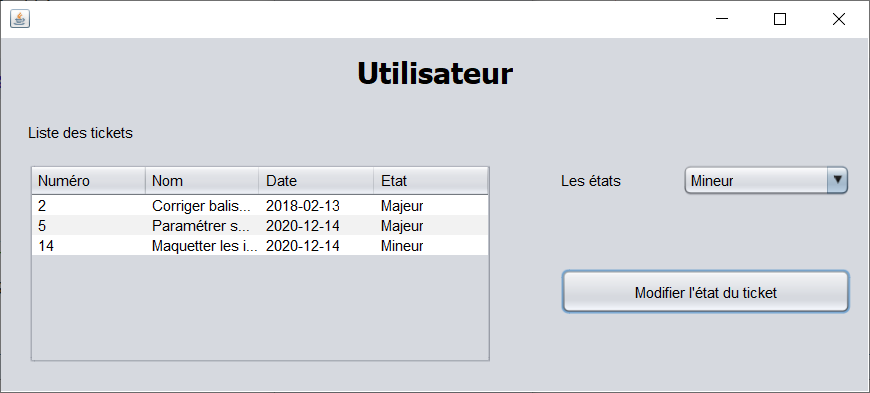 Utilisateur
Liste des tickets
Numéro Nom Date Etat
2 Corriger balis... 2018-02-13 Majeur
5 Paramétrer s... 2020-12-14 Majeur
14 Maquetter les i... 2020-12-14 Mineur
Les états Mineur
Modifier l'état du ticket